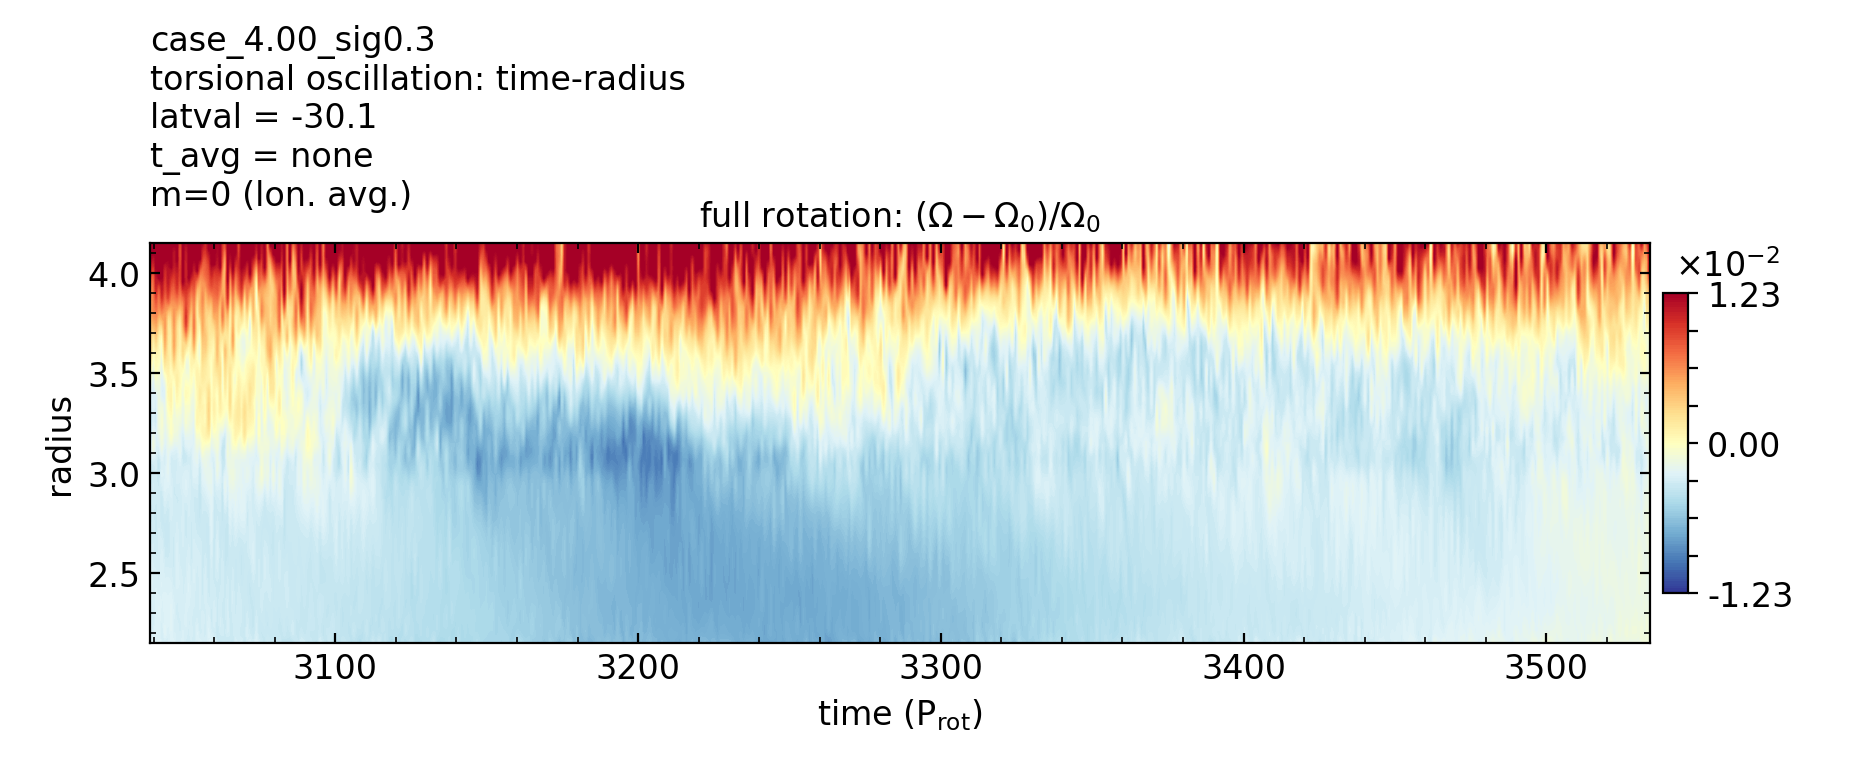 case_4.00_sig0.3
torsional oscillation: time-radius
latval = -30.1
t_avg = none
m=0 (lon. avg.)
full rotation: (Ω − Ω₀)/Ω₀
×10⁻²
1.23
0.00
-1.23
radius
4.0
3.5
3.0
2.5
3100 3200 3300 3400 3500
time (P_rot)